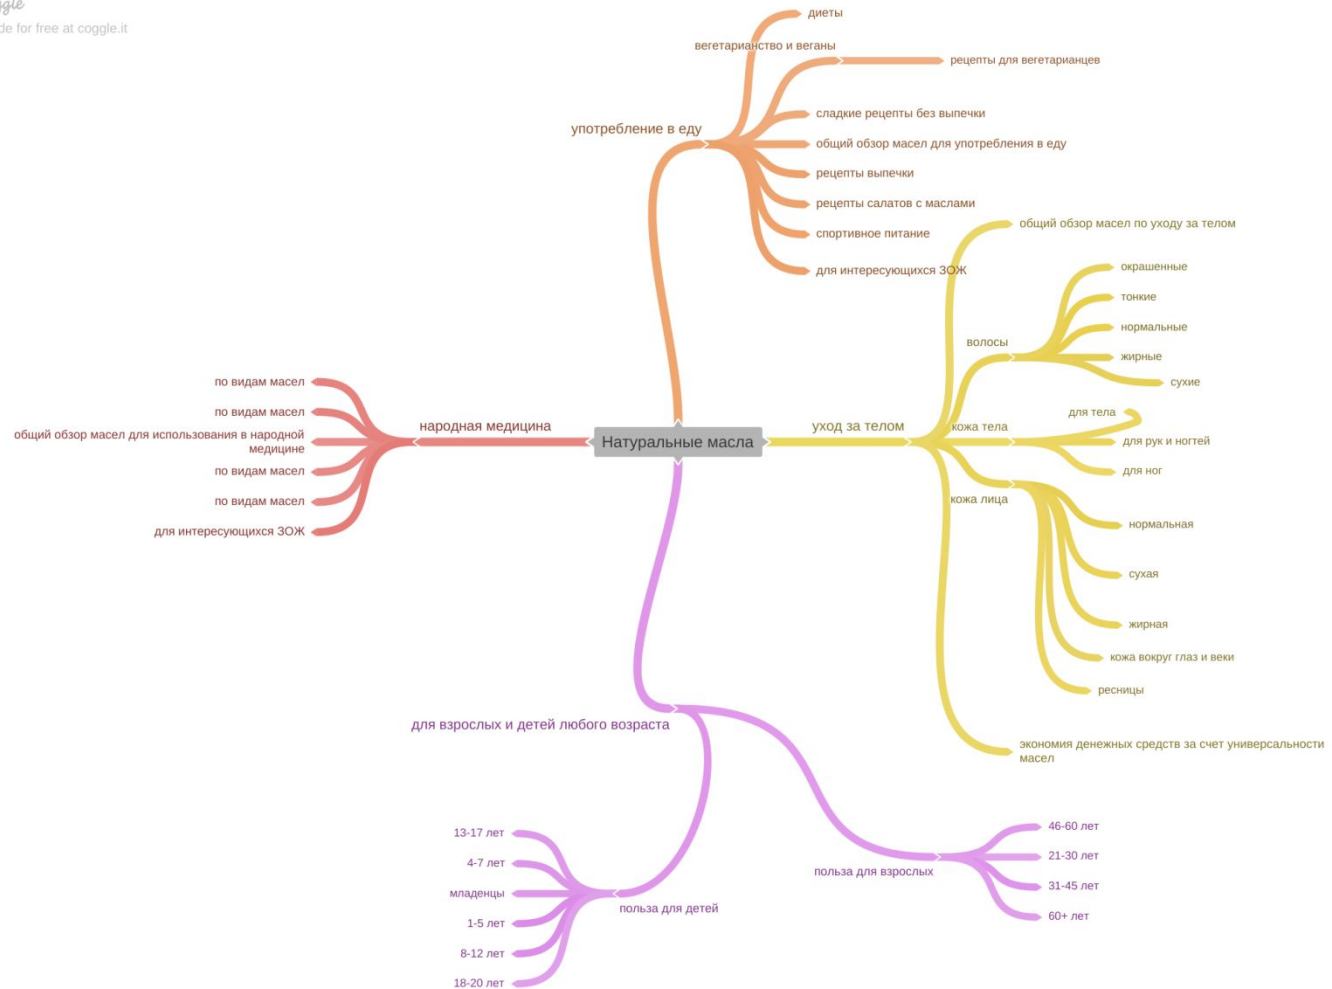 de for free at coggle.it
диеты
вегетарианство и веганы
рецепты для вегетарианцев
сладкие рецепты без выпечки
употребление в еду
общий обзор масел для употребления в еду
рецепты выпечки
рецепты салатов с маслами
спортивное питание
для интересующихся ЗОЖ
общий обзор масел по уходу за телом
окрашенные
тонкие
нормальные
волосы
жирные
сухие
для тела
уход за телом
кожа тела
для рук и ногтей
для ног
кожа лица
нормальная
сухая
жирная
кожа вокруг глаз и веки
ресницы
экономия денежных средств за счет универсальности
масел
Натуральные масла
народная медицина
по видам масел
по видам масел
общий обзор масел для использования в народной
медицине
по видам масел
по видам масел
для интересующихся ЗОЖ
для взрослых и детей любого возраста
13-17 лет
4-7 лет
младенцы
польза для детей
1-5 лет
8-12 лет
18-20 лет
польза для взрослых
46-60 лет
21-30 лет
31-45 лет
60+ лет